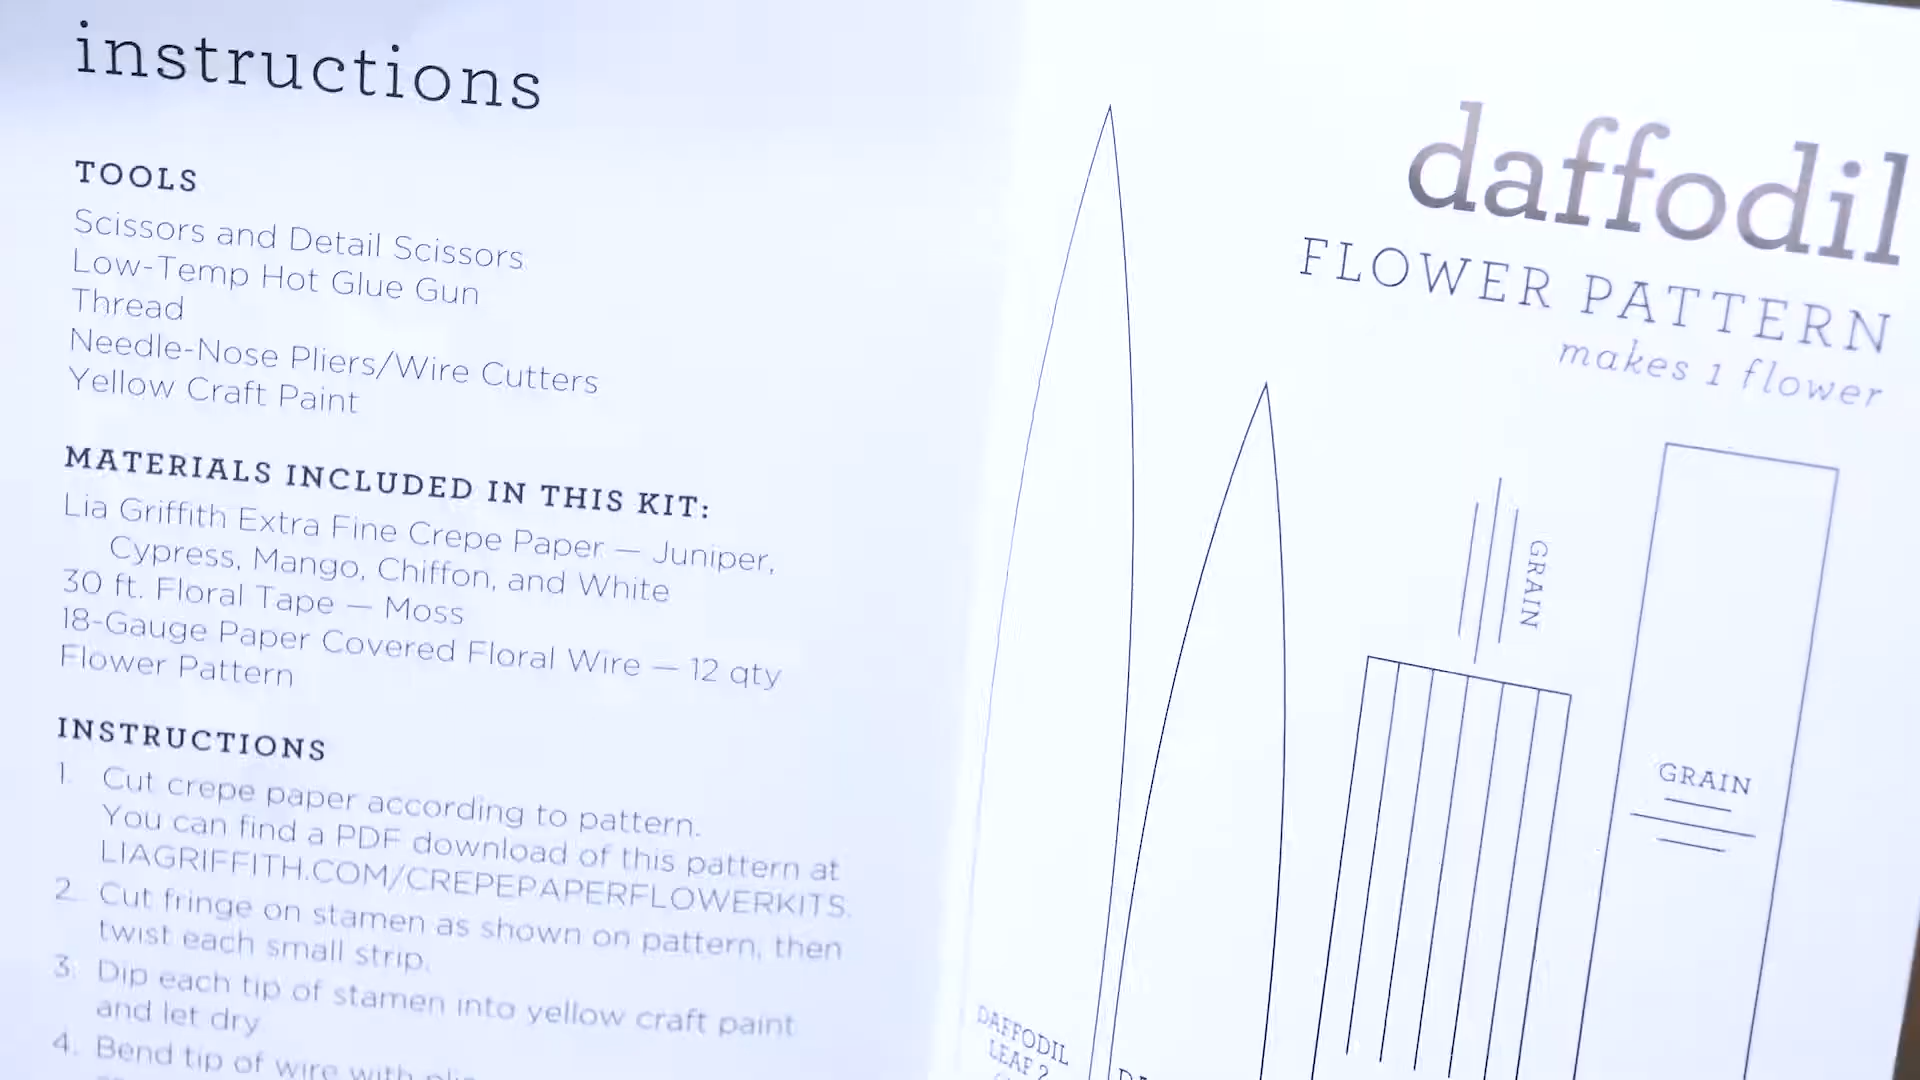 instructions
TOOLS
Scissors and Detail Scissors
Low-Temp Hot Glue Gun
Thread
Needle-Nose Pliers/Wire Cutters
Yellow Craft Paint
MATERIALS INCLUDED IN THIS KIT:
Lia Griffith Extra Fine Crepe Paper — Juniper,
Cypress, Mango, Chiffon, and White
30 ft. Floral Tape — Moss
18-Gauge Paper Covered Floral Wire — 12 qty
Flower Pattern
INSTRUCTIONS
1. Cut crepe paper according to pattern.
You can find a PDF download of this pattern at
LIAGRIFFITH.COM/CREPEPAPERFLOWERKITS.
2. Cut fringe on stamen as shown on pattern, then
twist each small strip.
3. Dip each tip of stamen into yellow craft paint
and let dry
4. Bend tip of wire with
daffodil
FLOWER PATTERN
makes 1 flower
GRAIN
GRAIN
DAFFODIL
LEAF 2